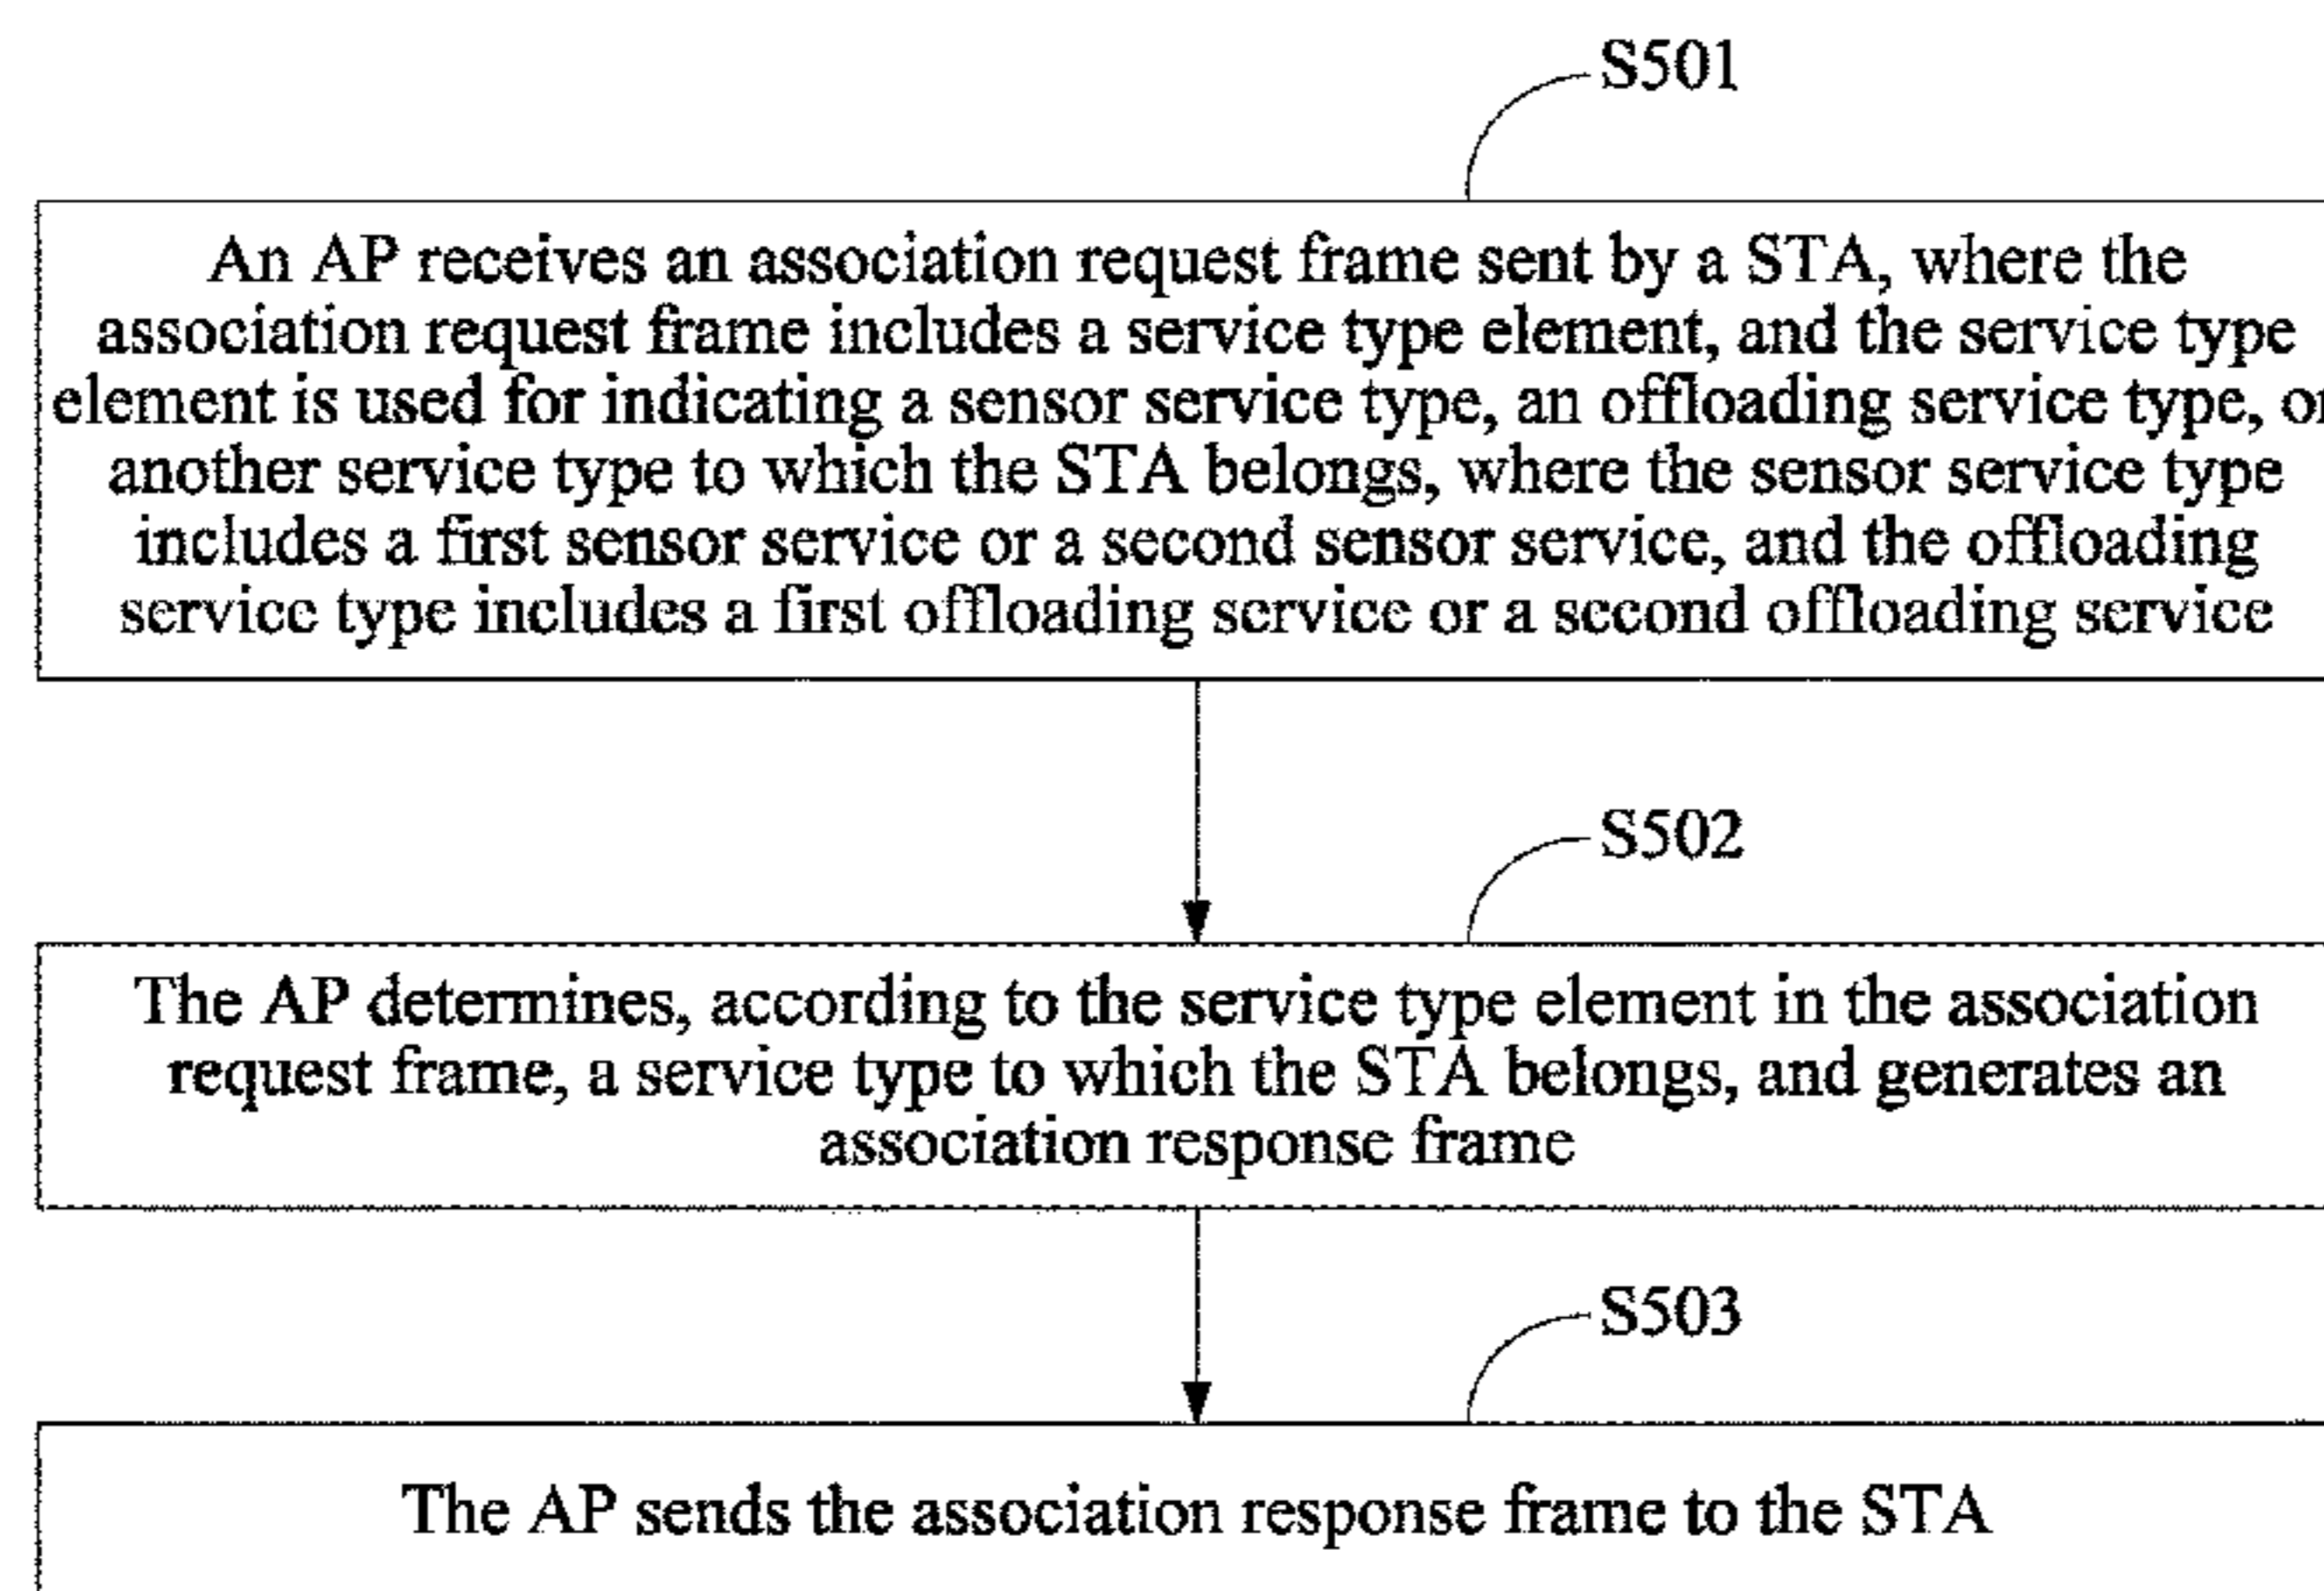 S501
An AP receives an association request frame sent by a STA, where the
association request frame includes a service type element, and the service type
element is used for indicating a sensor service type, an offloading service type, or
another service type to which the STA belongs, where the sensor service type
includes a first sensor service or a second sensor service, and the offloading
service type includes a first offloading service or a second offloading service
S502
The AP determines, according to the service type element in the association
request frame, a service type to which the STA belongs, and generates an
association response frame
S503
The AP sends the association response frame to the STA